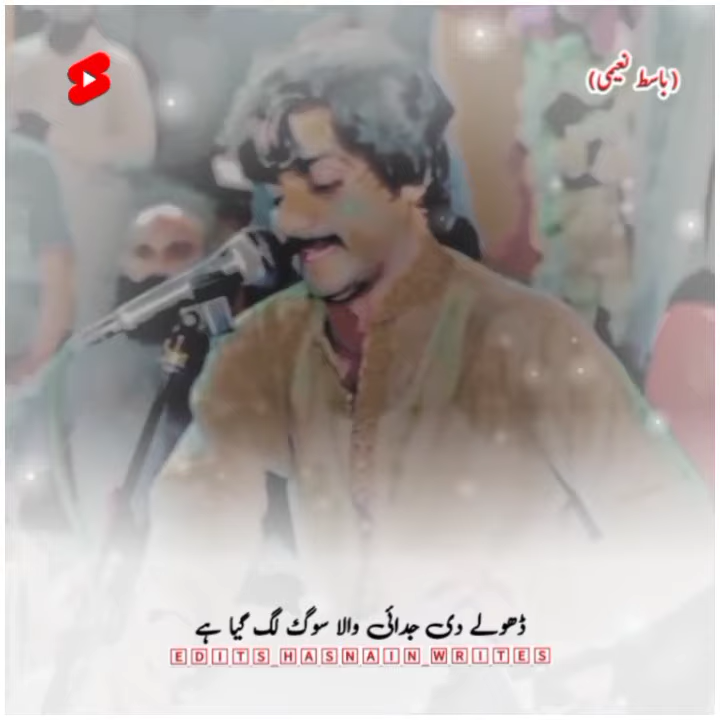 (باسط نعیمی)
ڈھولے دی جدائی والا سوگ لگ گیا ہے
EDITS_HASNAIN_WRITES